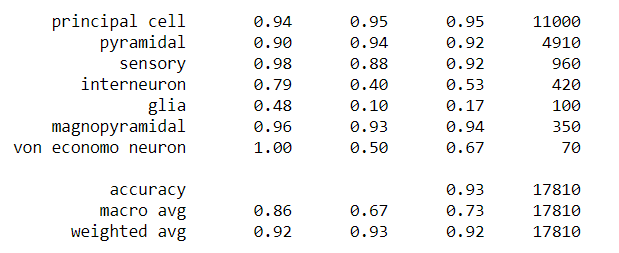 principal cell 0.94 0.95 0.95 11000
pyramidal 0.90 0.94 0.92 4910
sensory 0.98 0.88 0.92 960
interneuron 0.79 0.40 0.53 420
glia 0.48 0.10 0.17 100
magnopyramidal 0.96 0.93 0.94 350
von economo neuron 1.00 0.50 0.67 70
accuracy 0.93 17810
macro avg 0.86 0.67 0.73 17810
weighted avg 0.92 0.93 0.92 17810